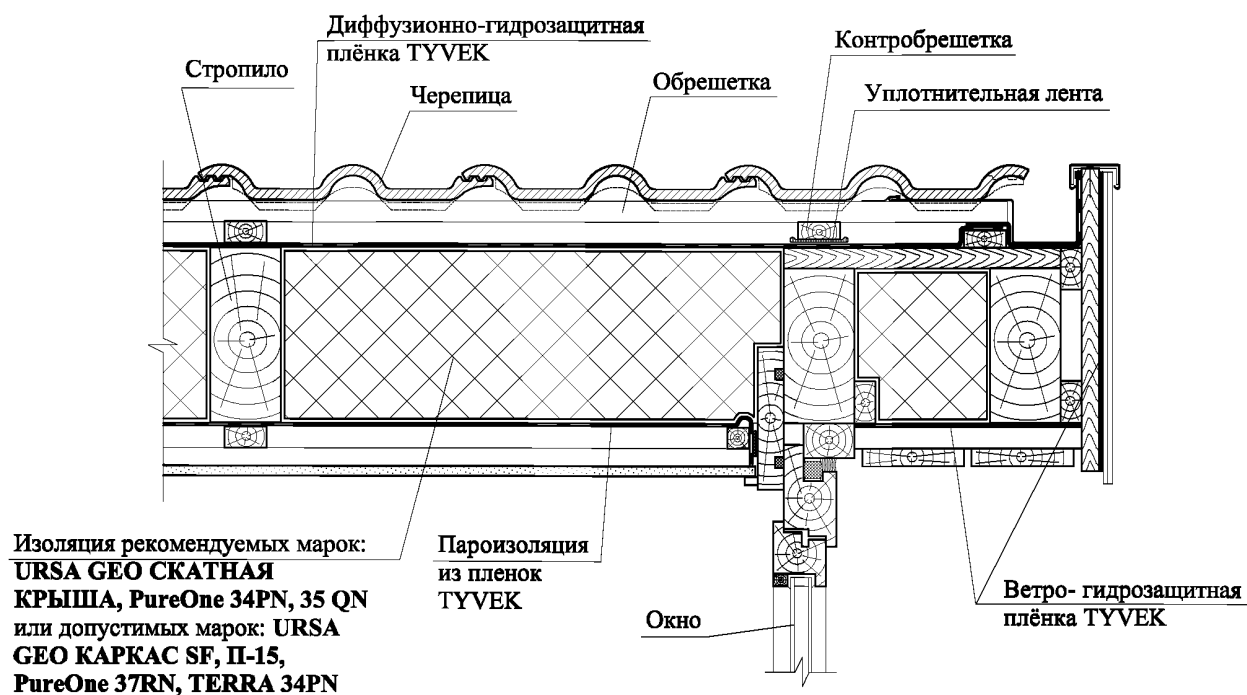 Диффузионно-гидрозащитная
плёнка TYVEK
Контробрешетка
Стропило
Обрешетка
Уплотнительная лента
Черепица
Изоляция рекомендуемых марок:
URSA GEO СКАТНАЯ
КРЫША, PureOne 34PN, 35 QN
или допустимых марок: URSA
GEO КАРКАС SF, П-15,
PureOne 37RN, TERRA 34PN
Пароизоляция
из пленок
TYVEK
Окно
Ветро- гидрозащитная
плёнка TYVEK